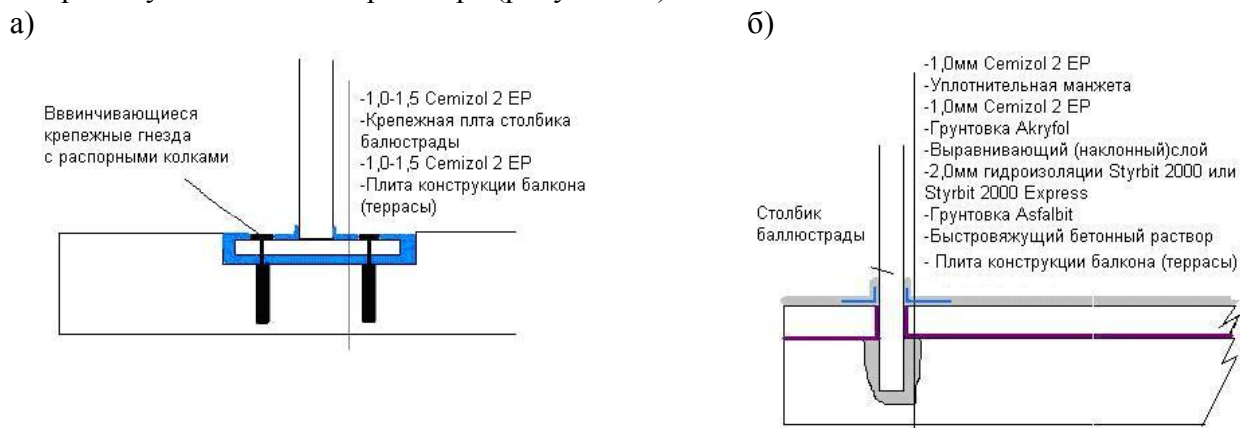 а)
б)
Ввинчивающиеся
крепежные гнезда
с распорными колками
-1,0-1,5 Cemizol 2 EP
-Крепежная плта столбика
балюстрады
-1,0-1,5 Cemizol 2 EP
-Плита конструкции балкона
(террасы)
-1,0мм Cemizol 2 EP
-Уплотнительная манжета
-1,0мм Cemizol 2 EP
-Грунтовка Akryfol
-Выравнивающий (наклонный)слой
-2,0мм гидроизоляции Styrbit 2000 или
Styrbit 2000 Express
-Грунтовка Asfalbit
-Быстровяжущий бетонный раствор
- Плита конструкции балкона (террасы)
Столбик
баллюстрады